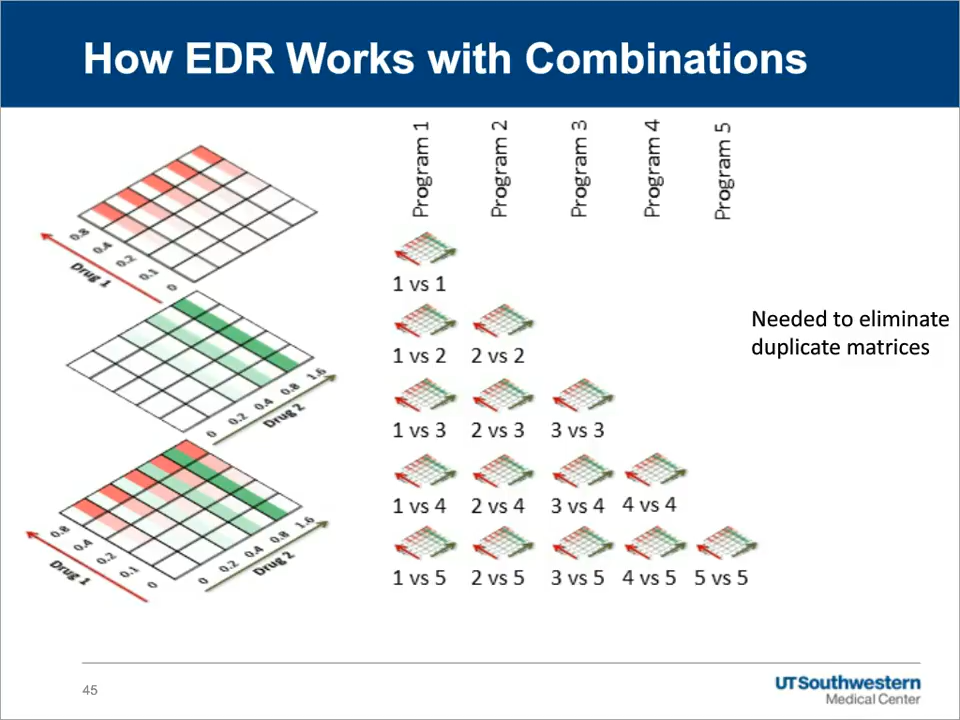 How EDR Works with Combinations
Program 1
Program 2
Program 3
Program 4
Program 5
0.8
0.4
0.2
0.1
0
Drug 1
0
0.2
0.4
0.8
1.6
Drug 2
0.8
0.4
0.2
0.1
0
Drug 1
0
0.2
0.4
0.8
1.6
Drug 2
1 vs 1
1 vs 2 2 vs 2
1 vs 3 2 vs 3 3 vs 3
1 vs 4 2 vs 4 3 vs 4 4 vs 4
1 vs 5 2 vs 5 3 vs 5 4 vs 5 5 vs 5
Needed to eliminate
duplicate matrices
45
UTSouthwestern
Medical Center